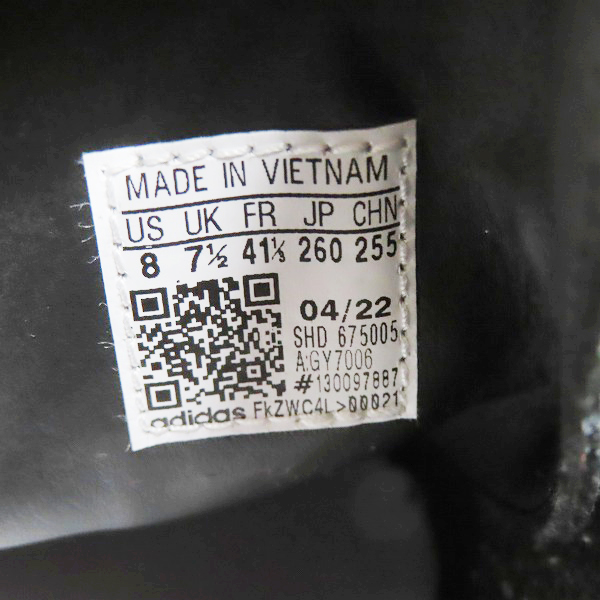 MADE IN VIETNAM
US UK FR JP CHN
8 7½ 41⅓ 260 255
04/22
SHD 675005
A:GY7006
#130097887
adidas FkZWC4L>00021